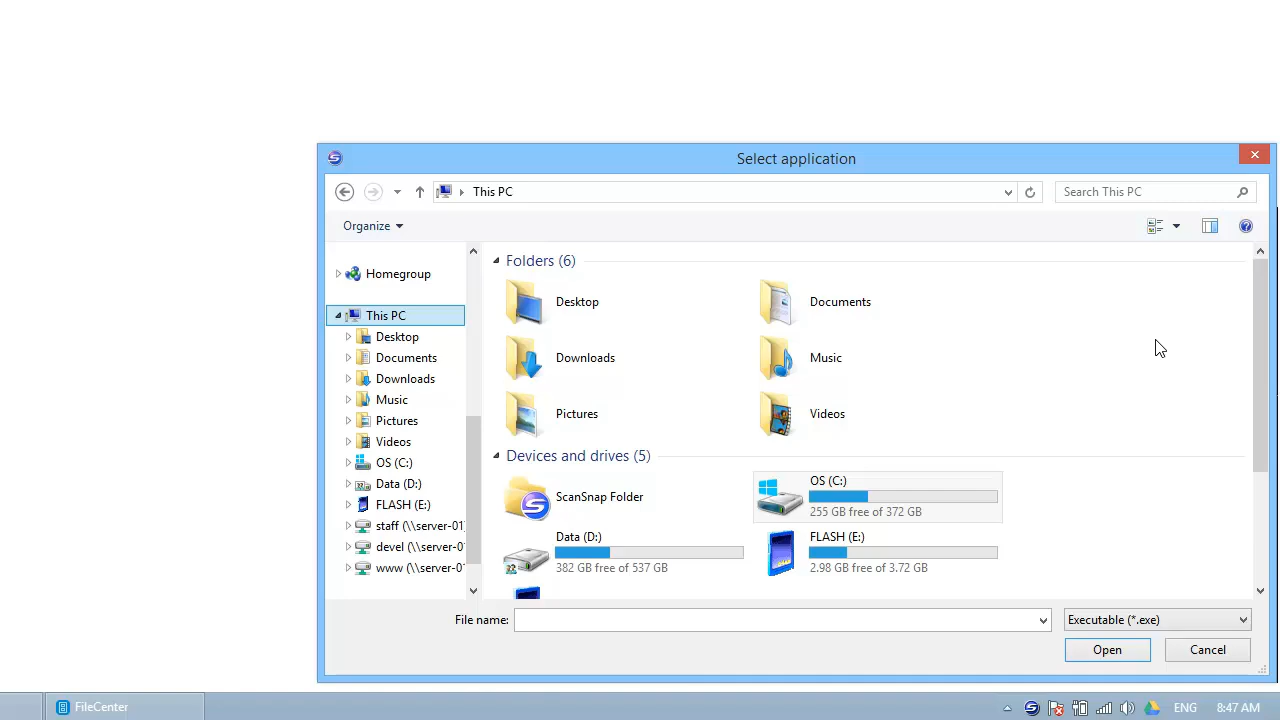 Select application
This PC
Search This PC
Organize
Homegroup
This PC
Desktop
Documents
Downloads
Music
Pictures
Videos
OS (C:)
Data (D:)
FLASH (E:)
staff (\\server-01
devel (\\server-0
www (\\server-0
Folders (6)
Desktop
Documents
Downloads
Music
Pictures
Videos
Devices and drives (5)
ScanSnap Folder
OS (C:)
255 GB free of 372 GB
Data (D:)
382 GB free of 537 GB
FLASH (E:)
2.98 GB free of 3.72 GB
File name:
Executable (*.exe)
Open
Cancel
FileCenter
ENG
8:47 AM